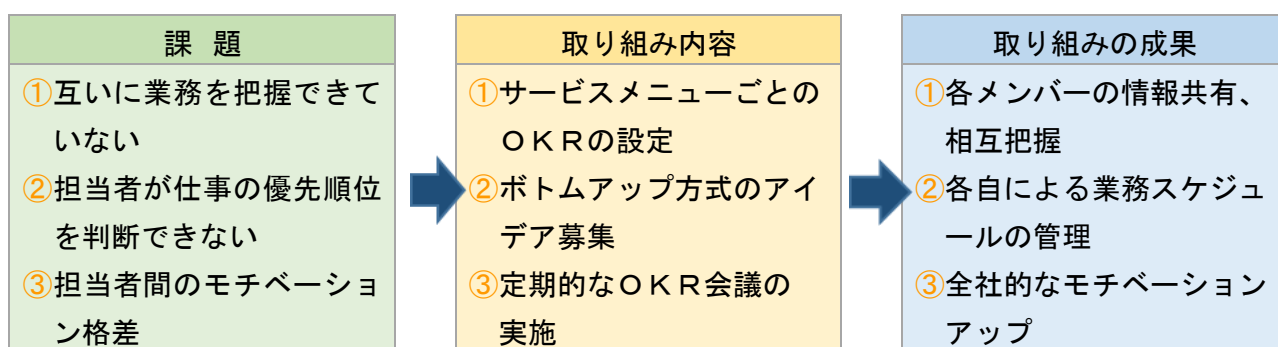 課 題
①互いに業務を把握できて
いない
②担当者が仕事の優先順位
を判断できない
③担当者間のモチベーショ
ン格差
取り組み内容
①サービスメニューごとの
ＯＫＲの設定
②ボトムアップ方式のアイ
デア募集
③定期的なＯＫＲ会議の
実施
取り組みの成果
①各メンバーの情報共有、
相互把握
②各自による業務スケジュ
ールの管理
③全社的なモチベーション
アップ